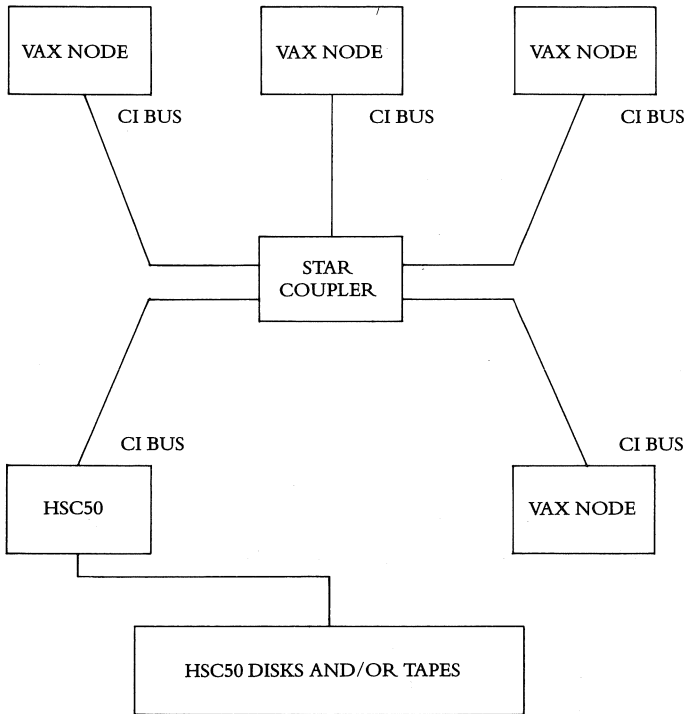 VAX NODE
VAX NODE
VAX NODE
CI BUS
CI BUS
CI BUS
STAR
COUPLER
CI BUS
CI BUS
HSC50
VAX NODE
HSC50 DISKS AND/OR TAPES